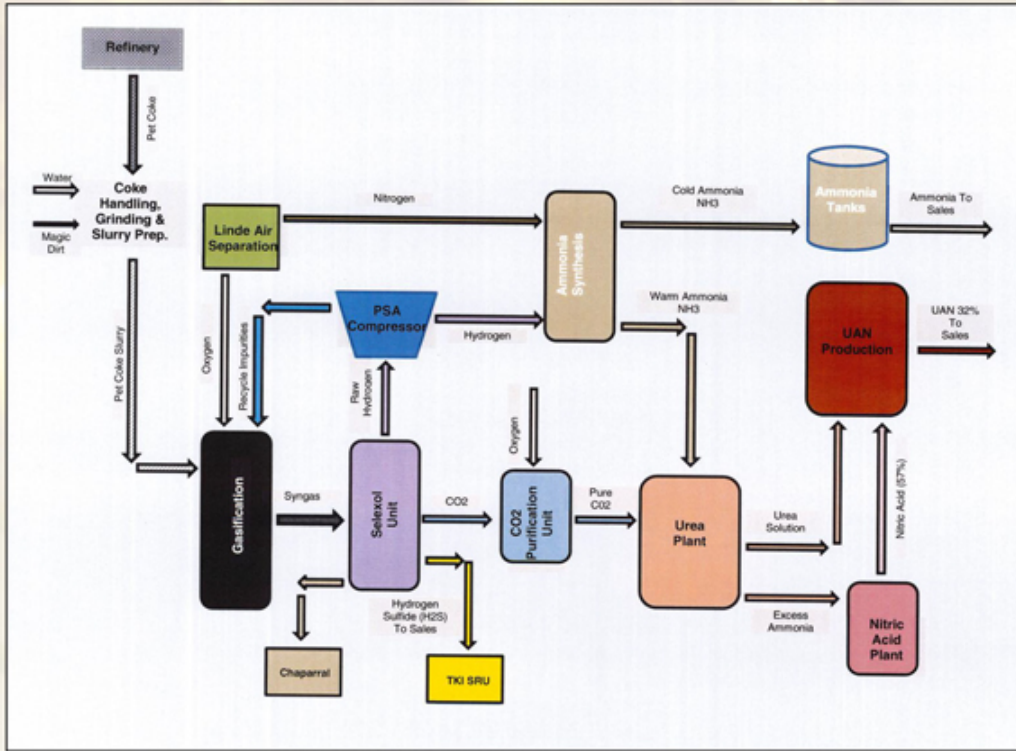 Refinery
Pet Coke
Water
Magic
Dirt
Coke
Handling,
Grinding &
Slurry Prep.
Pet Coke Slurry
Linde Air
Separation
Nitrogen
Oxygen
Recycle Impurities
PSA
Compressor
Hydrogen
Raw
Hydrogen
Ammonia
Synthesis
Cold Ammonia
NH3
Warm Ammonia
NH3
Ammonia
Tanks
Ammonia To
Sales
UAN
Production
UAN 32%
To
Sales
Gasification
Syngas
Selexol
Unit
CO2
Oxygen
CO2
Purification
Unit
Pure
C02
Urea
Plant
Urea
Solution
Excess
Ammonia
Nitric Acid (57%)
Nitric
Acid
Plant
Hydrogen
Sulfide (H2S)
To Sales
Chaparral
TKI SRU